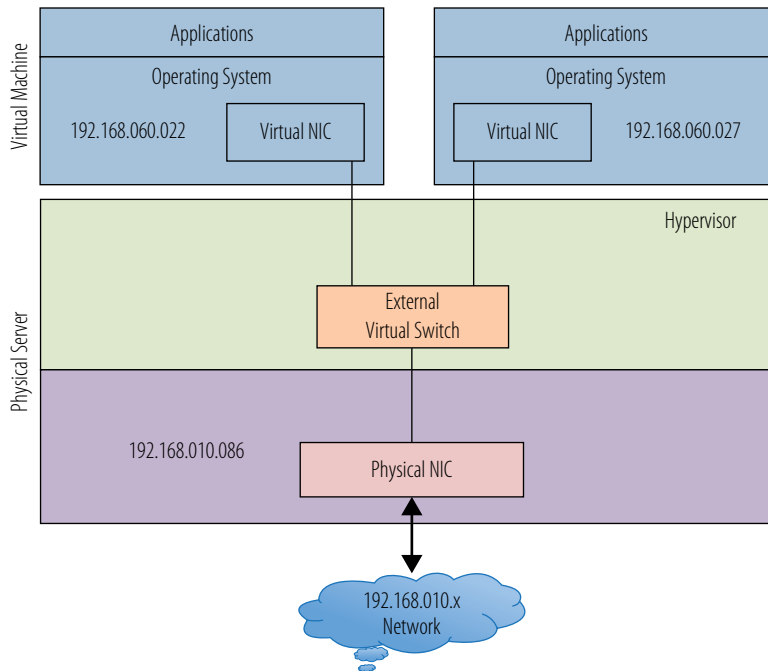 Virtual Machine
Applications
Operating System
192.168.060.022
Virtual NIC
Applications
Operating System
Virtual NIC
192.168.060.027
Physical Server
Hypervisor
External
Virtual Switch
192.168.010.086
Physical NIC
192.168.010.x
Network